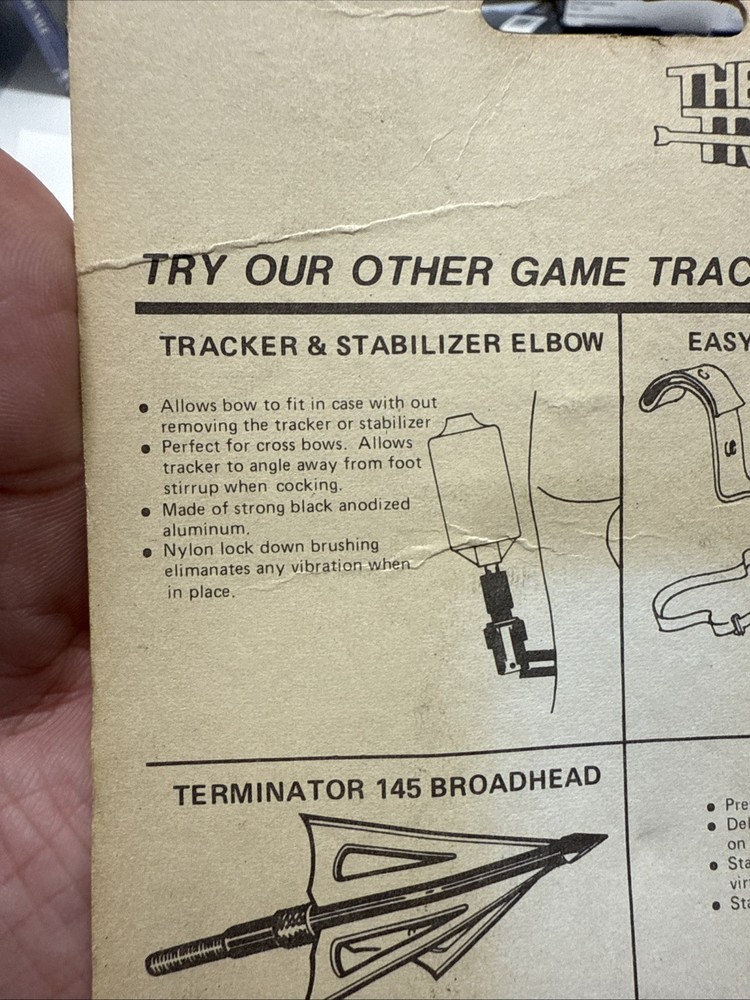 THE
TRY OUR OTHER GAME TRAC
TRACKER & STABILIZER ELBOW
Allows bow to fit in case with out
removing the tracker or stabilizer
Perfect for cross bows. Allows
tracker to angle away from foot
stirrup when cocking.
Made of strong black anodized
aluminum.
Nylon lock down brushing
elimanates any vibration when
in place.
EASY
TERMINATOR 145 BROADHEAD
Pre
Del
on
Sta
vir
Sta